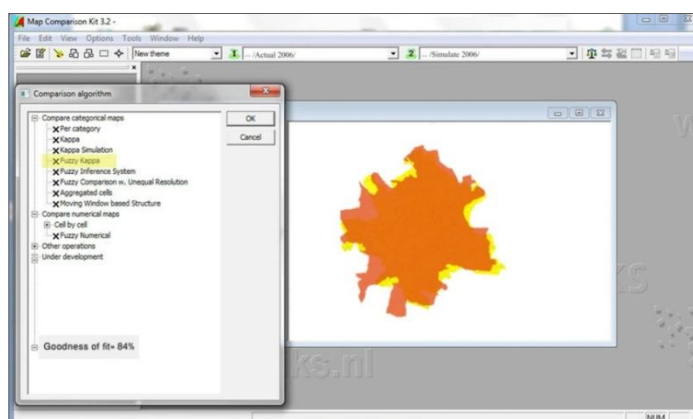 Map Comparison Kit 3.2 -
File Edit View Options Tools Window Help
New theme 1 ... /Actual 2006/ 2 ... /Simulate 2006/
Comparison algorithm
OK
Cancel
Compare categorical maps
Per category
Kappa
Kappa Simulation
Fuzzy Kappa
Fuzzy Inference System
Fuzzy Comparison w. Unequal Resolution
Aggregated cells
Moving Window based Structure
Compare numerical maps
Cell by cell
Fuzzy Numerical
Other operations
Under development
Goodness of fit= 84%
ks.nl
NUM